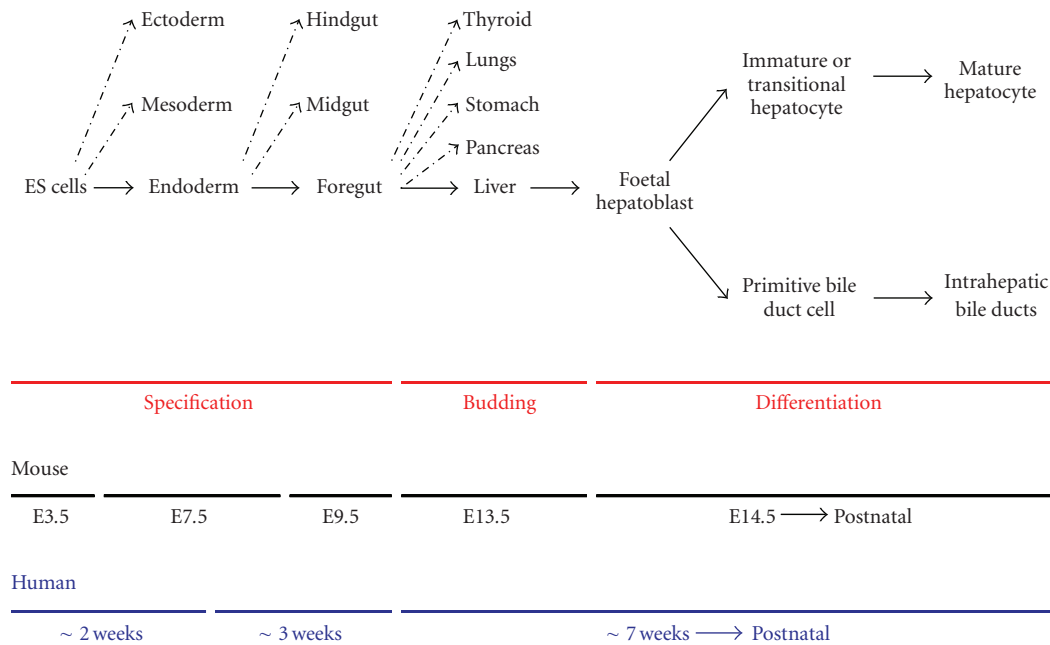 Ectoderm
Hindgut
Thyroid
Lungs
Mesoderm
Midgut
Stomach
Pancreas
ES cells
Endoderm
Foregut
Liver
Foetal
hepatoblast
Immature or
transitional
hepatocyte
Mature
hepatocyte
Primitive bile
duct cell
Intrahepatic
bile ducts
Specification
Budding
Differentiation
Mouse
E3.5
E7.5
E9.5
E13.5
E14.5 → Postnatal
Human
~ 2 weeks
~ 3 weeks
~ 7 weeks → Postnatal